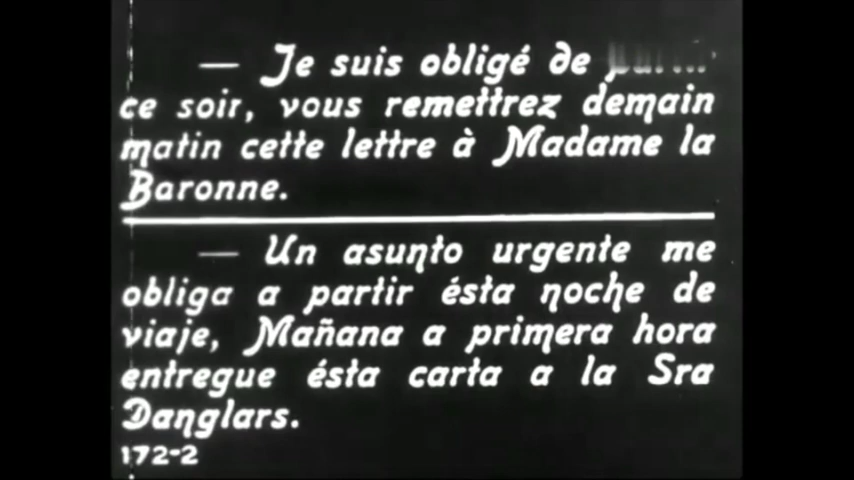 — Je suis obligé de
ce soir, vous remettrez demain
matin cette lettre à Madame la
Baronne.
— Un asunto urgente me
obliga a partir ésta noche de
viaje, Mañana a primera hora
entregue ésta carta a la Sra
Danglars.
172-2